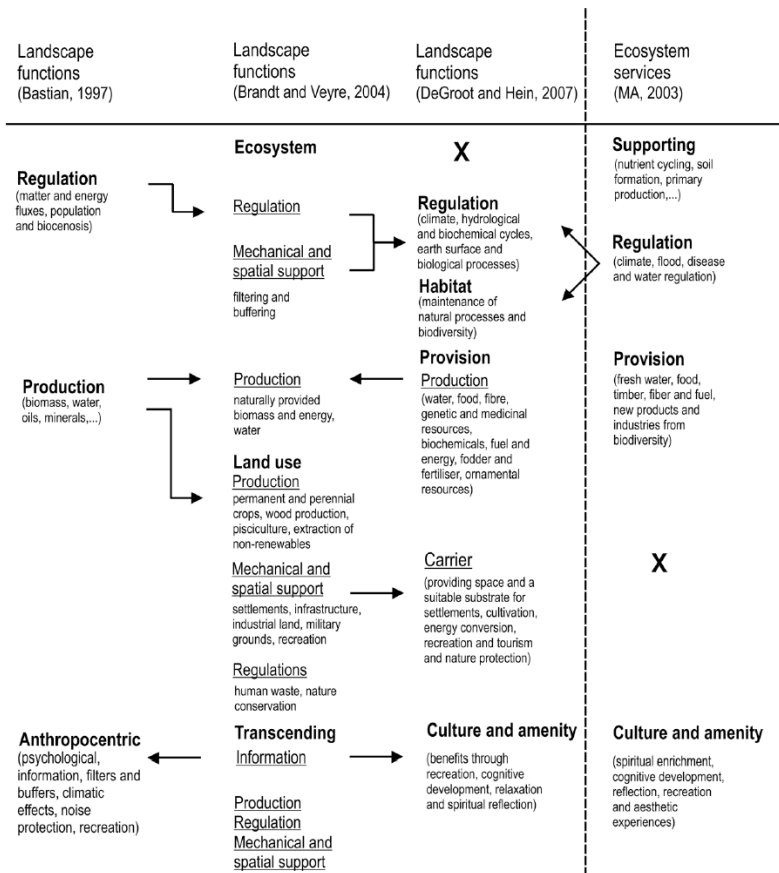 Landscape
functions
(Bastian, 1997)
Landscape
functions
(Brandt and Veyre, 2004)
Landscape
functions
(DeGroot and Hein, 2007)
Ecosystem
services
(MA, 2003)
Regulation
(matter and energy
fluxes, population
and biocenosis)
Production
(biomass, water,
oils, minerals,...)
Anthropocentric
(psychological,
information, filters and
buffers, climatic
effects, noise
protection, recreation)
Ecosystem
Regulation
Mechanical and
spatial support
filtering and
buffering
Production
naturally provided
biomass and energy,
water
Land use
Production
permanent and perennial
crops, wood production,
pisciculture, extraction of
non-renewables
Mechanical and
spatial support
settlements, infrastructure,
industrial land, military
grounds, recreation
Regulations
human waste, nature
conservation
Transcending
Information
Production
Regulation
Mechanical and
spatial support
X
Regulation
(climate, hydrological
and biochemical cycles,
earth surface and
biological processes)
Habitat
(maintenance of
natural processes and
biodiversity)
Provision
Production
(water, food, fibre,
genetic and medicinal
resources,
biochemicals, fuel and
energy, fodder and
fertiliser, ornamental
resources)
Carrier
(providing space and a
suitable substrate for
settlements, cultivation,
energy conversion,
recreation and tourism
and nature protection)
Culture and amenity
(benefits through
recreation, cognitive
development, relaxation
and spiritual reflection)
Supporting
(nutrient cycling, soil
formation, primary
production,...)
Regulation
(climate, flood, disease
and water regulation)
Provision
(fresh water, food,
timber, fiber and fuel,
new products and
industries from
biodiversity)
X
Culture and amenity
(spiritual enrichment,
cognitive development,
reflection, recreation
and aesthetic
experiences)